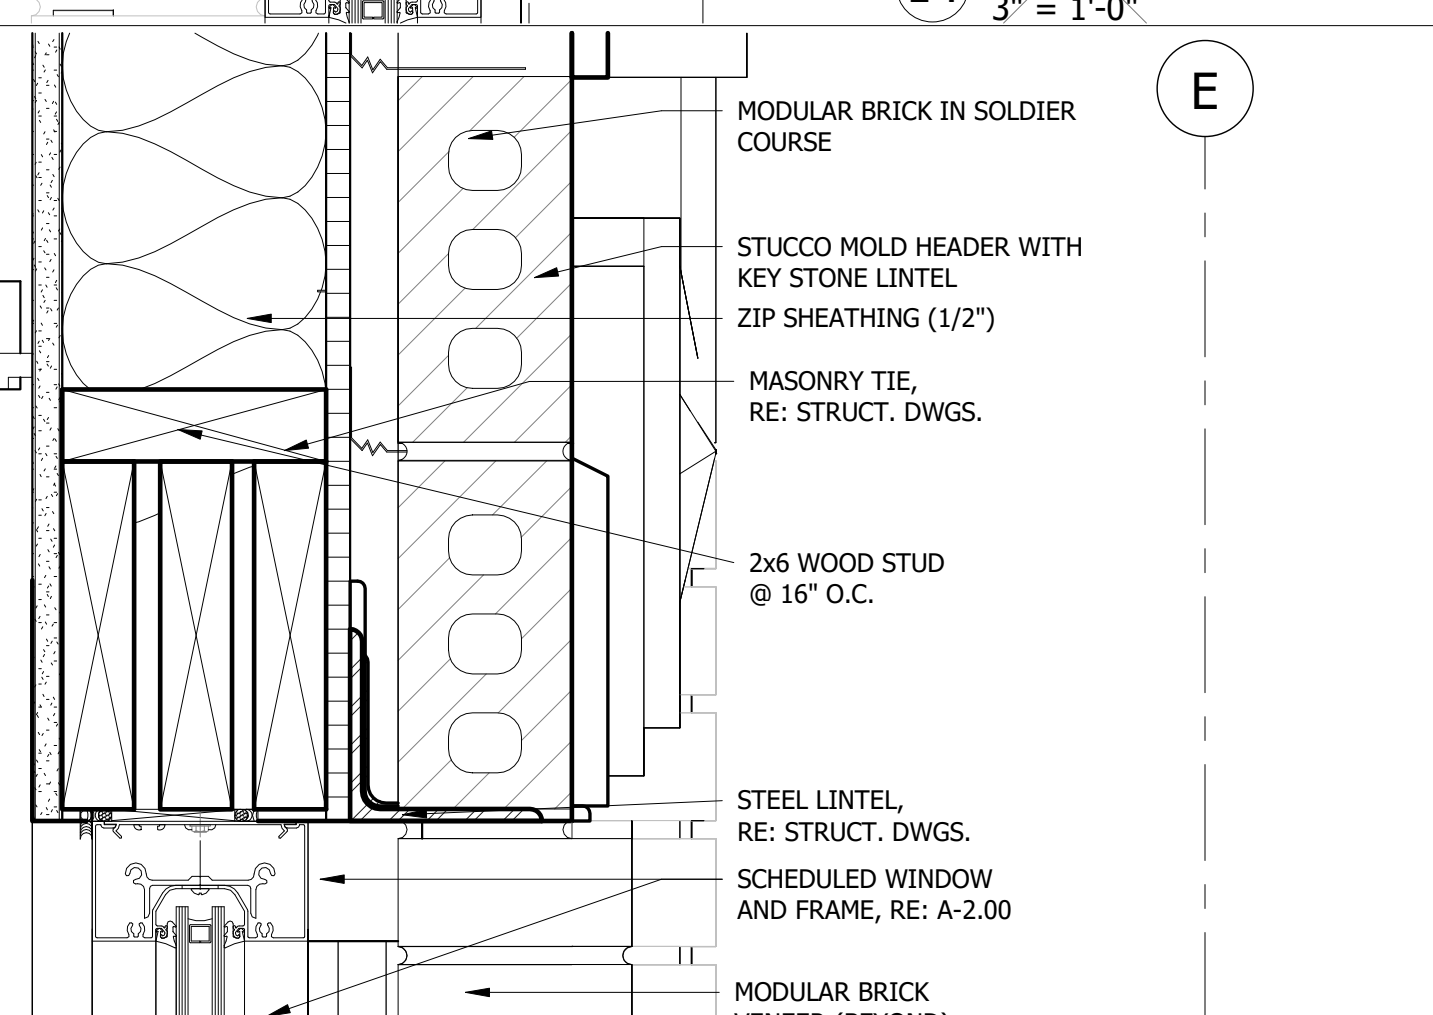 3" = 1'-0"
E
MODULAR BRICK IN SOLDIER
COURSE
STUCCO MOLD HEADER WITH
KEY STONE LINTEL
ZIP SHEATHING (1/2")
MASONRY TIE,
RE: STRUCT. DWGS.
2x6 WOOD STUD
@ 16" O.C.
STEEL LINTEL,
RE: STRUCT. DWGS.
SCHEDULED WINDOW
AND FRAME, RE: A-2.00
MODULAR BRICK
VENEER (BEYOND)